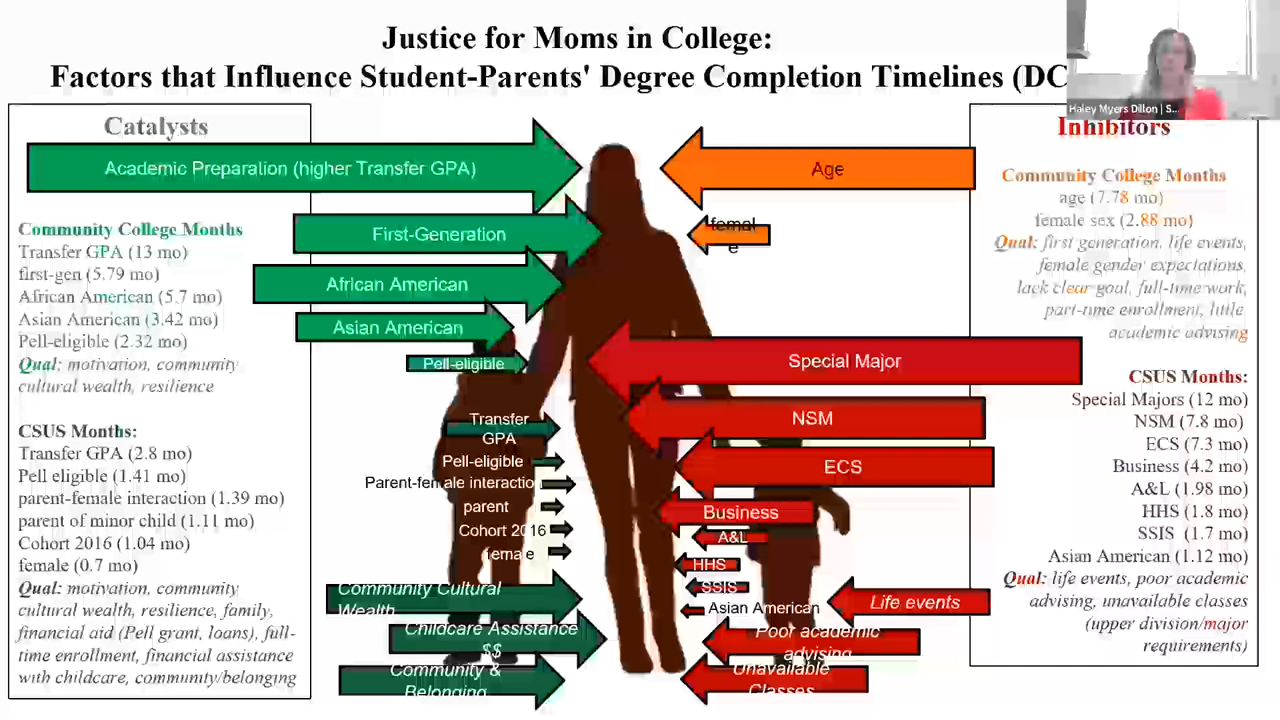 Justice for Moms in College:
Factors that Influence Student-Parents' Degree Completion Timelines (DC
Haley Myers Dillon | S...
Catalysts
Community College Months
Transfer GPA (13 mo)
first-gen (5.79 mo)
African American (5.7 mo)
Asian American (3.42 mo)
Pell-eligible (2.32 mo)
Qual: motivation, community
cultural wealth, resilience
CSUS Months:
Transfer GPA (2.8 mo)
Pell eligible (1.41 mo)
parent-female interaction (1.39 mo)
parent of minor child (1.11 mo)
Cohort 2016 (1.04 mo)
female (0.7 mo)
Qual: motivation, community
cultural wealth, resilience, family,
financial aid (Pell grant, loans), full-
time enrollment, financial assistance
with childcare, community/belonging
Academic Preparation (higher Transfer GPA)
First-Generation
African American
Asian American
Pell-eligible
Transfer
GPA
Pell-eligible
Parent-female interaction
parent
Cohort 2016
female
Community Cultural
Wealth
Childcare Assistance
$$
Community &
Belonging
Age
femal
e
Special Major
NSM
ECS
Business
A&L
HHS
SSIS
Asian American
Life events
Poor academic
advising
Unavailable
Classes
Inhibitors
Community College Months
age (7.78 mo)
female sex (2.88 mo)
Qual: first generation, life events,
female gender expectations,
lack clear goal, full-time work,
part-time enrollment, little
academic advising
CSUS Months:
Special Majors (12 mo)
NSM (7.8 mo)
ECS (7.3 mo)
Business (4.2 mo)
A&L (1.98 mo)
HHS (1.8 mo)
SSIS (1.7 mo)
Asian American (1.12 mo)
Qual: life events, poor academic
advising, unavailable classes
(upper division/major
requirements)